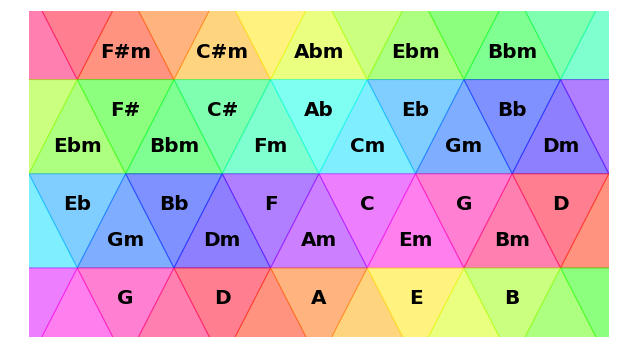 F#m C#m Abm Ebm Bbm
F# C# Ab Eb Bb
Ebm Bbm Fm Cm Gm Dm
Eb Bb F C G D
Gm Dm Am Em Bm
G D A E B